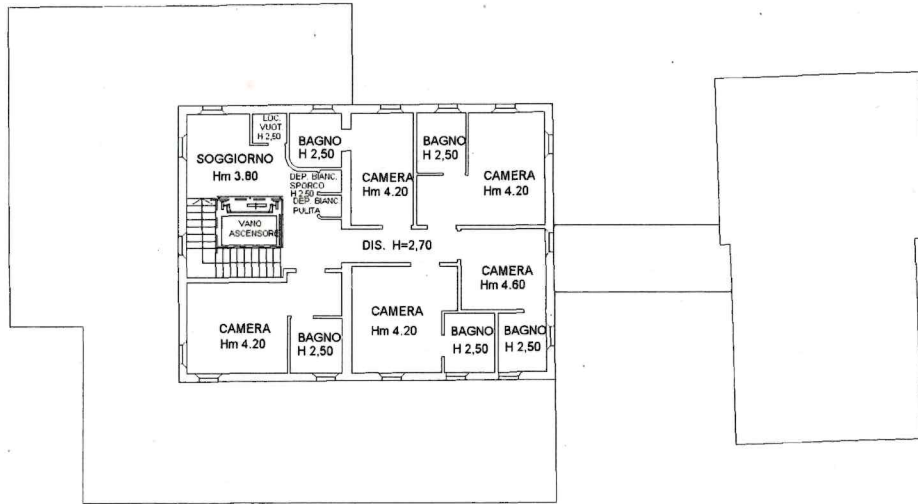 LOC.
VUOT
H 2,50
BAGNO
H 2,50
BAGNO
H 2,50
SOGGIORNO
Hm 3.80
DEP. BIANC.
SPORCO
H 2,50
DEP. BIANC.
PULITA
CAMERA
Hm 4.20
CAMERA
Hm 4.20
VANO
ASCENSORE
DIS. H=2,70
CAMERA
Hm 4.60
CAMERA
Hm 4.20
BAGNO
H 2,50
CAMERA
Hm 4.20
BAGNO
H 2,50
BAGNO
H 2,50